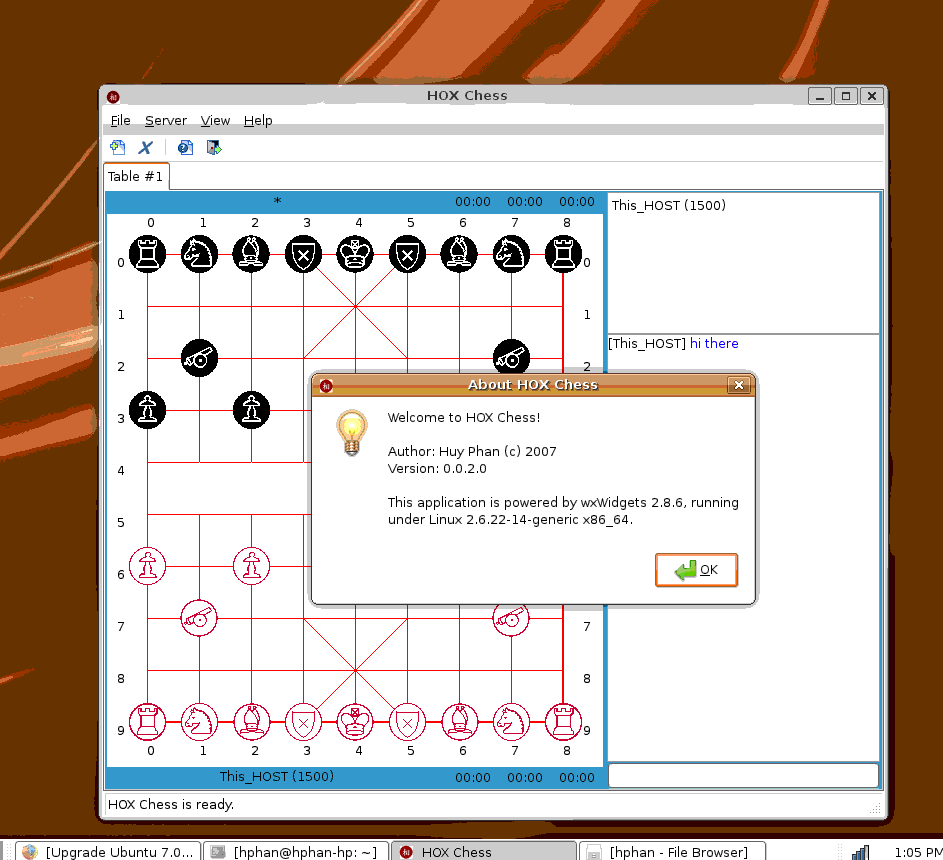 HOX Chess
File Server View Help
Table #1
* 00:00 00:00 00:00
This_HOST (1500)
0 1 2 3 4 5 6 7 8
0 0
1 1
2 2
[This_HOST] hi there
About HOX Chess
Welcome to HOX Chess!
Author: Huy Phan (c) 2007
Version: 0.0.2.0
This application is powered by wxWidgets 2.8.6, running
under Linux 2.6.22-14-generic x86_64.
OK
3
4
5
6
7 7
8 8
9 9
0 1 2 3 4 5 6 7 8
This_HOST (1500) 00:00 00:00 00:00
HOX Chess is ready.
[Upgrade Ubuntu 7.0... [hphan@hphan-hp: ~] HOX Chess [hphan - File Browser] 1:05 PM